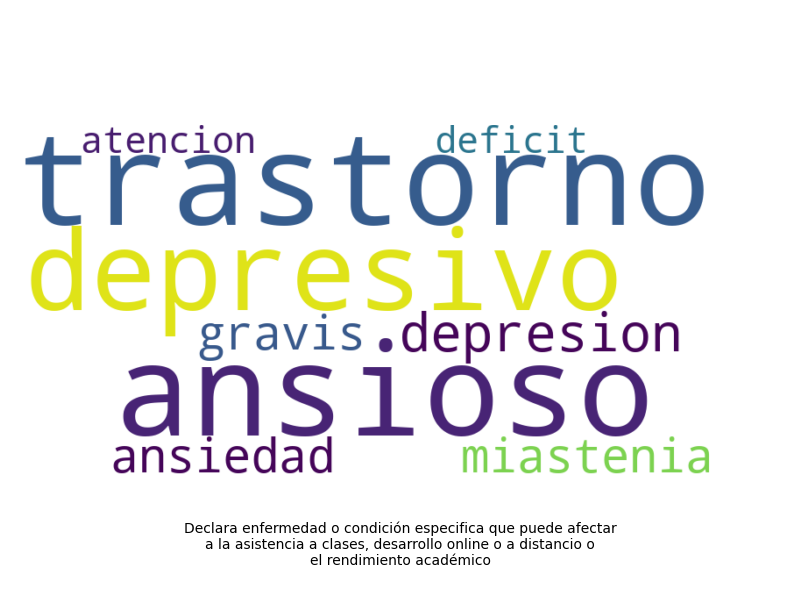 atencion deficit
trastorno
depresivo
gravis depresion
ansioso
ansiedad miastenia
Declara enfermedad o condición especifica que puede afectar
a la asistencia a clases, desarrollo online o a distancio o
el rendimiento académico